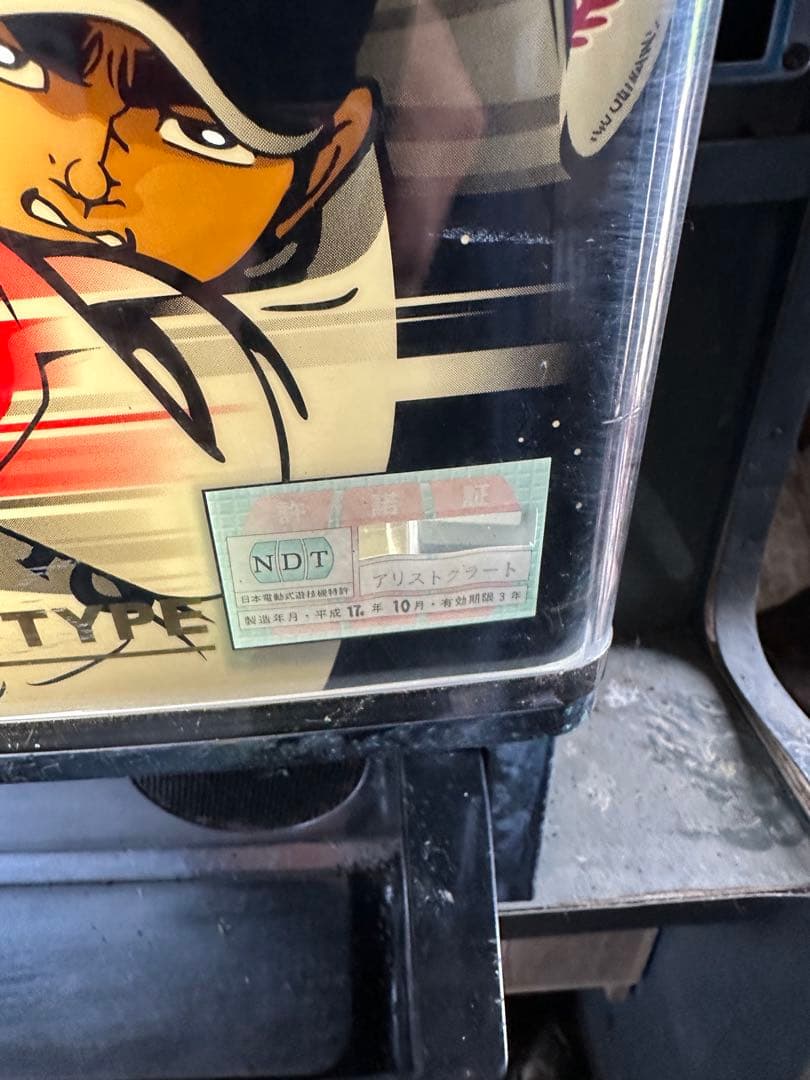 許 諾 証
NDT
アリストクラート
日本電動式遊技機特許
製造年月・平成 17年 10月・有効期限3年
TYPE